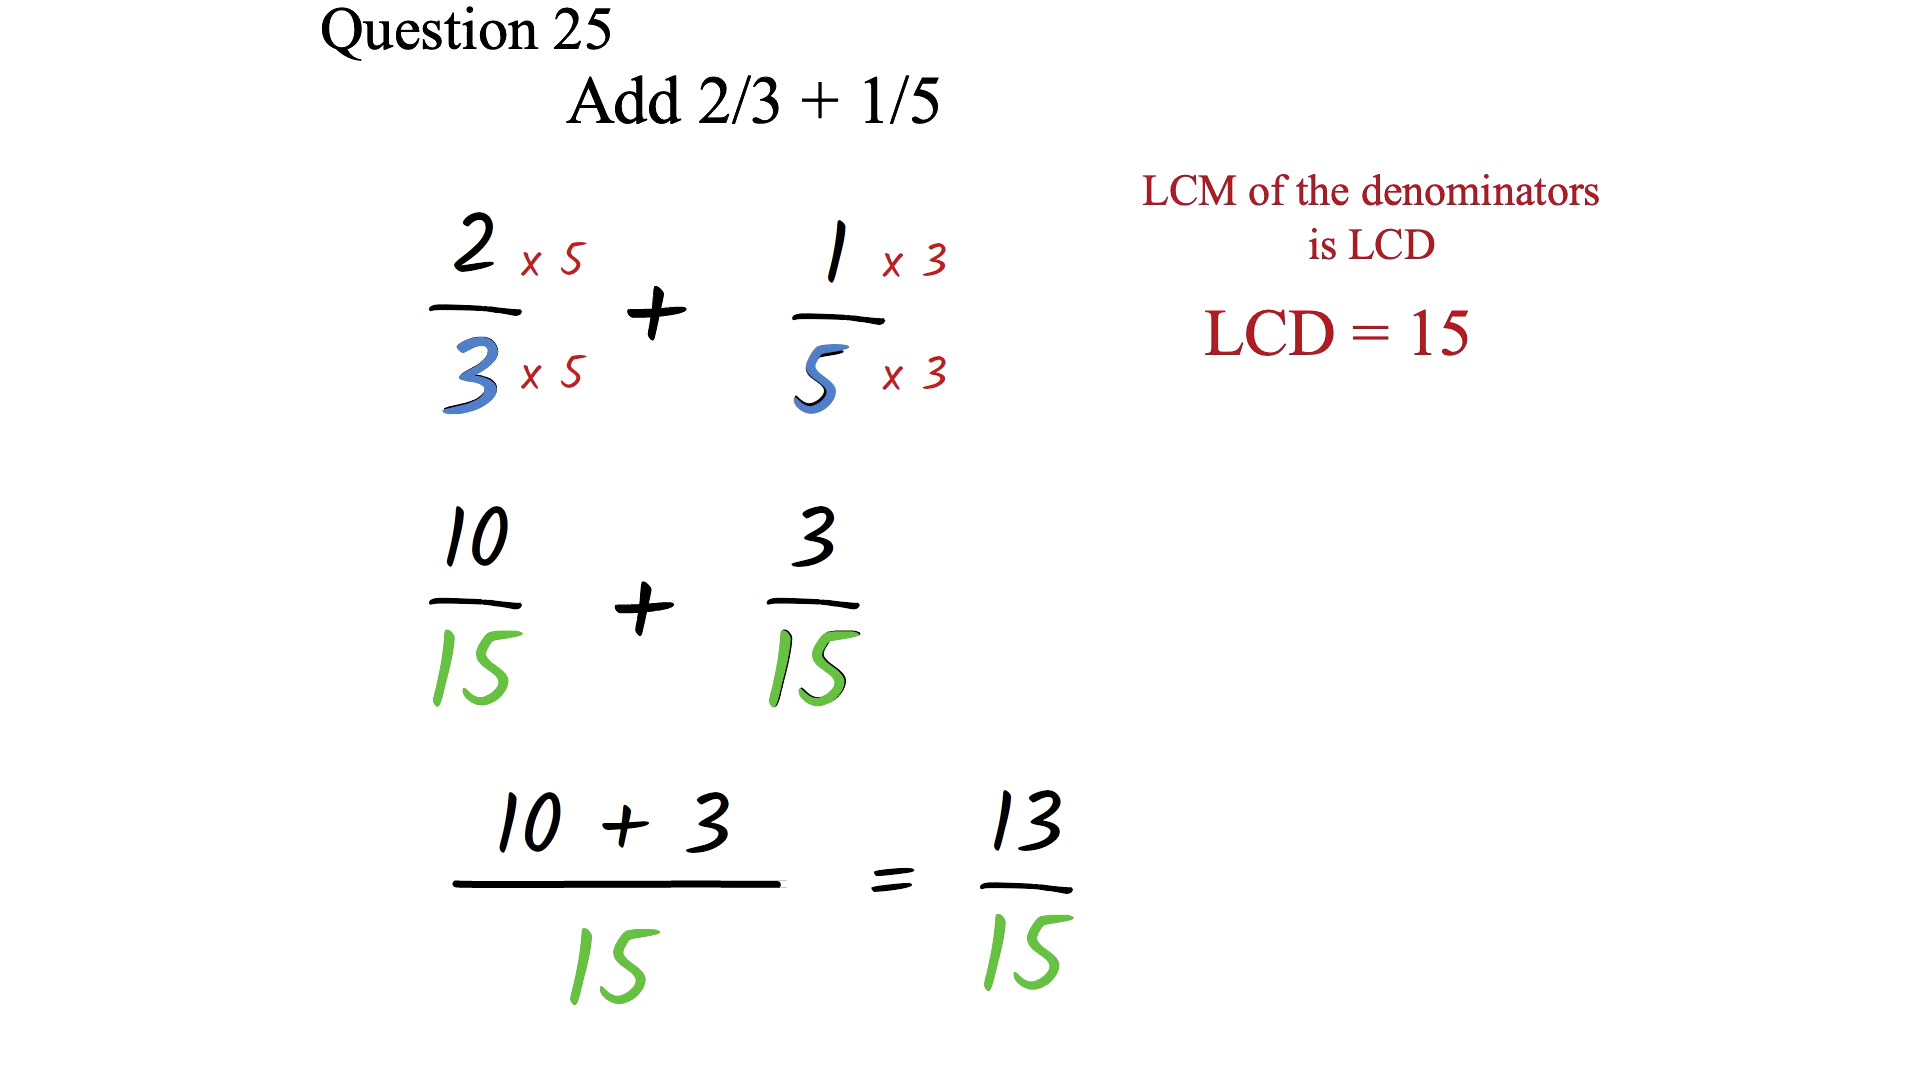 Question 25
Add 2/3 + 1/5
LCM of the denominators
is LCD
LCD = 15
2 x 5 1 x 3
+
3 x 5 5 x 3
10 3
+
15 15
10 + 3 13
=
15 15